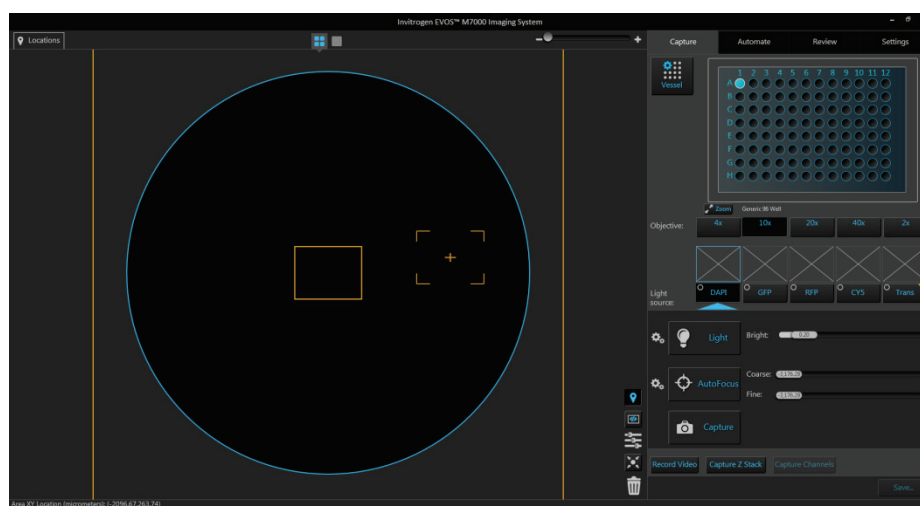 Invitrogen EVOS™ M7000 Imaging System
Locations
Capture Automate Review Settings
Vessel
1 2 3 4 5 6 7 8 9 10 11 12
A
B
C
D
E
F
G
H
Zoom Generic 96 Well
Objective: 4x 10x 20x 40x 2x
Light source: DAPI GFP RFP CY5 Trans
Light Bright: 0.20
AutoFocus Coarse:
Fine:
Capture
Record Video Capture Z Stack Capture Channels
Save...
Area XY Location (micrometers): (-2096.67,263.74)